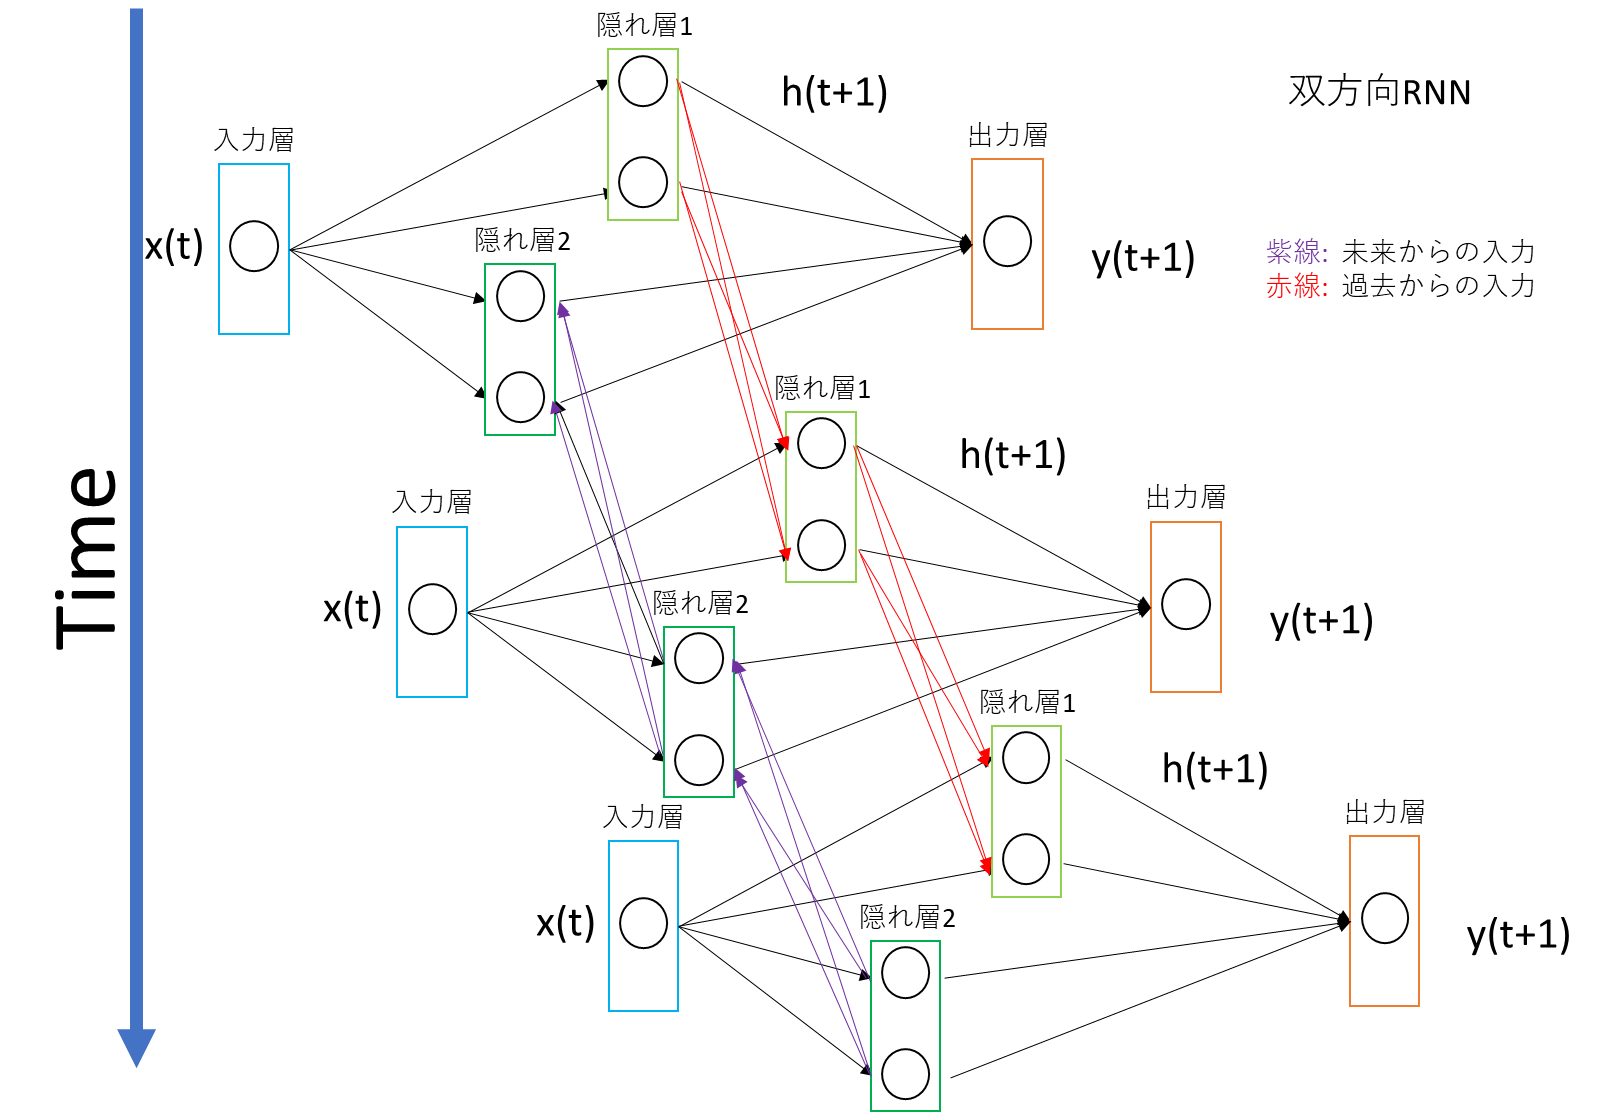 隠れ層1
h(t+1)
双方向RNN
入力層
出力層
x(t)
隠れ層2
y(t+1)
紫線: 未来からの入力
赤線: 過去からの入力
Time
隠れ層1
h(t+1)
入力層
出力層
x(t)
隠れ層2
y(t+1)
隠れ層1
h(t+1)
入力層
出力層
x(t)
隠れ層2
y(t+1)